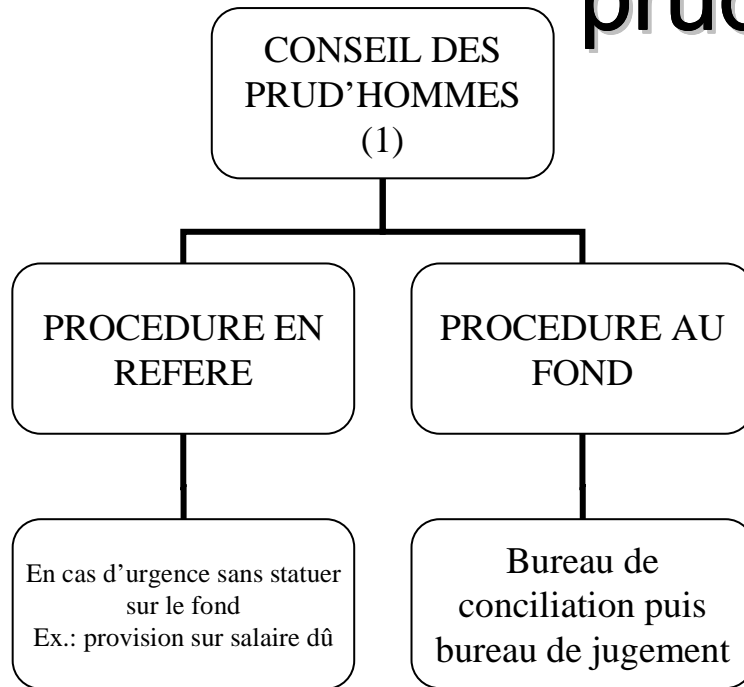 prud
CONSEIL DES
PRUD’HOMMES
(1)
PROCEDURE EN
REFERE
PROCEDURE AU
FOND
En cas d’urgence sans statuer
sur le fond
Ex.: provision sur salaire dû
Bureau de
conciliation puis
bureau de jugement